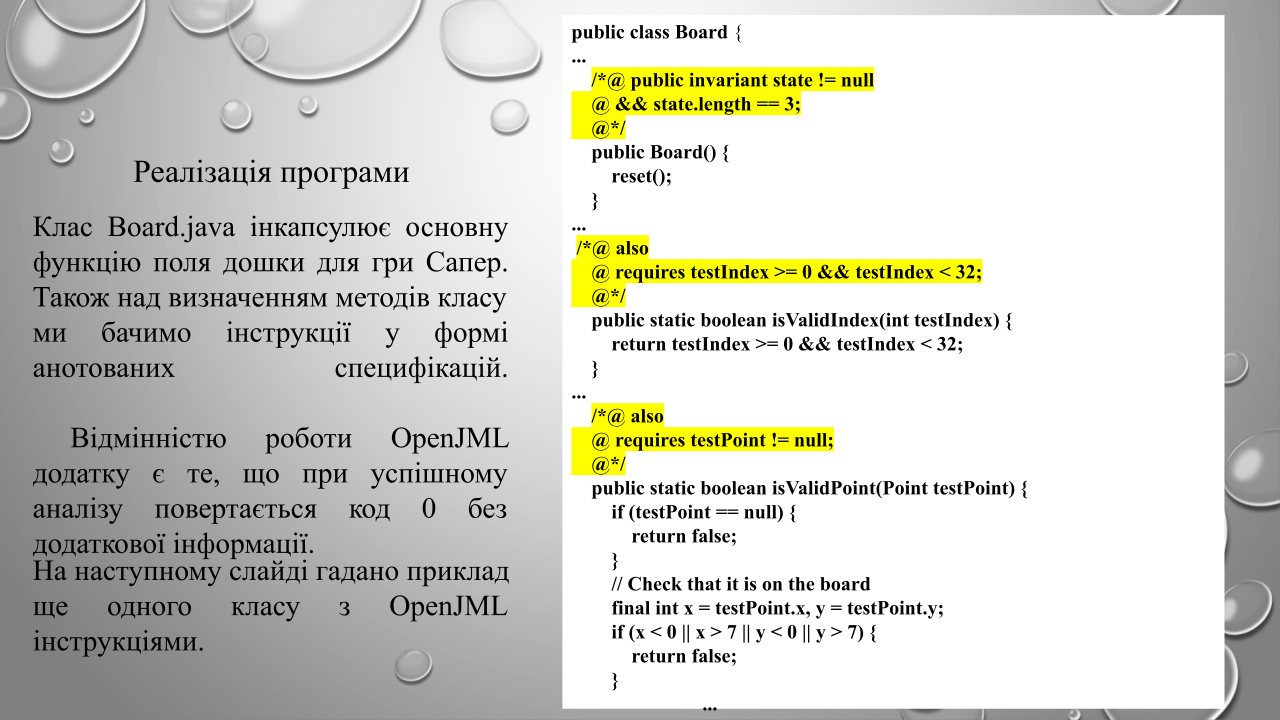 Реалізація програми
Клас Board.java інкапсулює основну
функцію поля дошки для гри Сапер.
Також над визначенням методів класу
ми бачимо інструкції у формі
анотованих специфікацій.
Відмінністю роботи OpenJML
додатку є те, що при успішному
аналізу повертається код 0 без
додаткової інформації.
На наступному слайді гадано приклад
ще одного класу з OpenJML
інструкціями.
public class Board {
...
/*@ public invariant state != null
@ && state.length == 3;
@*/
public Board() {
reset();
}
...
/*@ also
@ requires testIndex >= 0 && testIndex < 32;
@*/
public static boolean isValidIndex(int testIndex) {
return testIndex >= 0 && testIndex < 32;
}
...
/*@ also
@ requires testPoint != null;
@*/
public static boolean isValidPoint(Point testPoint) {
if (testPoint == null) {
return false;
}
// Check that it is on the board
final int x = testPoint.x, y = testPoint.y;
if (x < 0 || x > 7 || y < 0 || y > 7) {
return false;
}
...